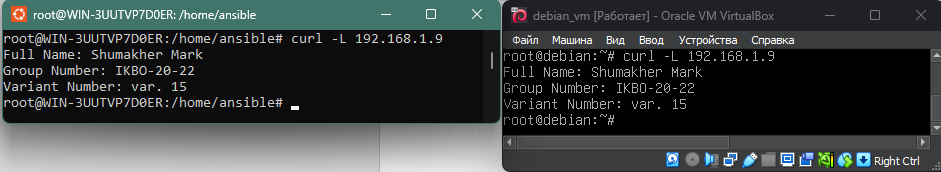 root@WIN-3UUTVP7D0ER: /home/ansible
root@WIN-3UUTVP7D0ER:/home/ansible# curl -L 192.168.1.9
Full Name: Shumakher Mark
Group Number: IKBO-20-22
Variant Number: var. 15
root@WIN-3UUTVP7D0ER:/home/ansible#
debian_vm [Работает] - Oracle VM VirtualBox
Файл Машина Вид Ввод Устройства Справка
root@debian:~# curl -L 192.168.1.9
Full Name: Shumakher Mark
Group Number: IKBO-20-22
Variant Number: var. 15
root@debian:~#
Right Ctrl